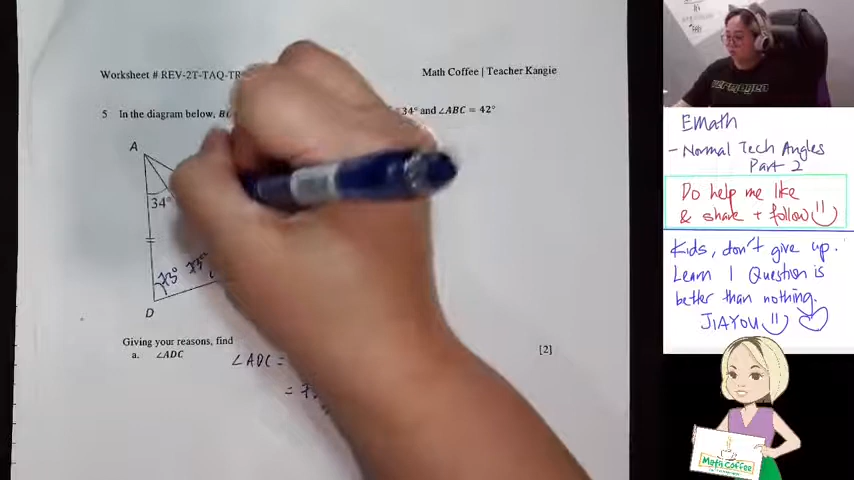 Worksheet # REV-2T-TAQ-TR
Math Coffee | Teacher Kangie
5 In the diagram below, 34° and ∠ABC = 42°
A
34°
73° 73°
D
Giving your reasons, find
a. ∠ADC
[2]
∠ADC =
= 7
EMath
- Normal Tech Angles
Part 2
Do help me like
& share + follow
Kids, don't give up.
Learn 1 Question is
better than nothing.
JIAYOU
Math Coffee